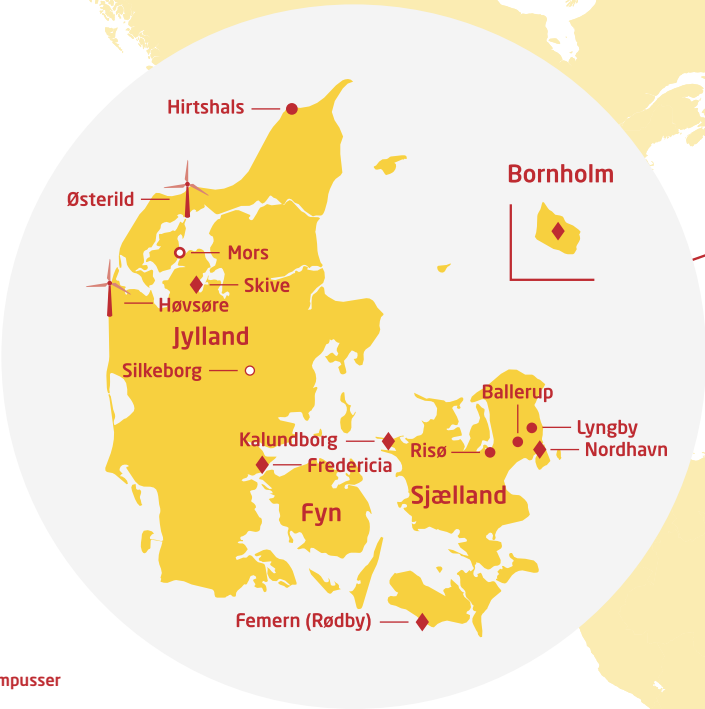 Hirtshals
Bornholm
Østerild
Mors
Skive
Høvsøre
Jylland
Silkeborg
Ballerup
Lyngby
Kalundborg
Risø
Nordhavn
Fredericia
Sjælland
Fyn
Femern (Rødby)
mpusser